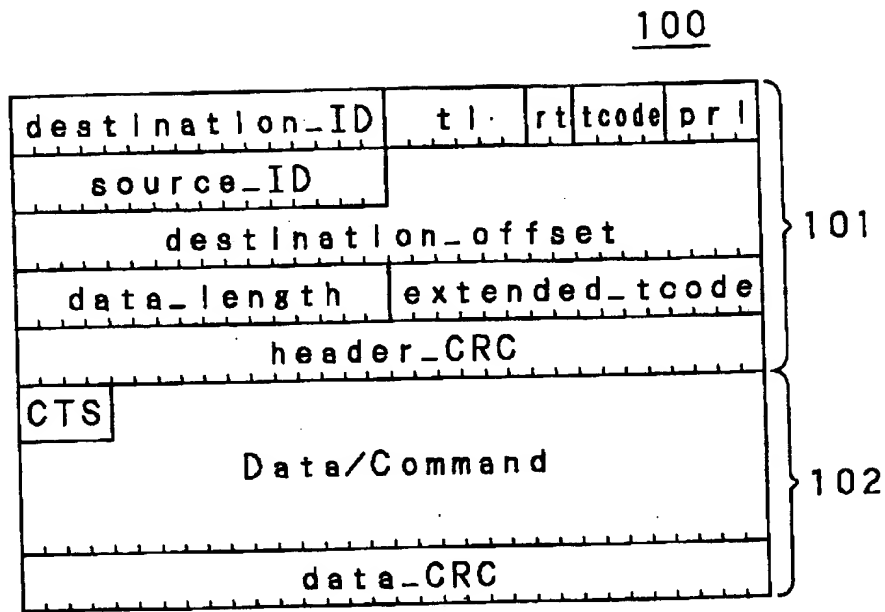 100
destination_ID tl rt tcode pri
source_ID
destination_offset
101
data_length extended_tcode
header_CRC
CTS
Data/Command
102
data_CRC